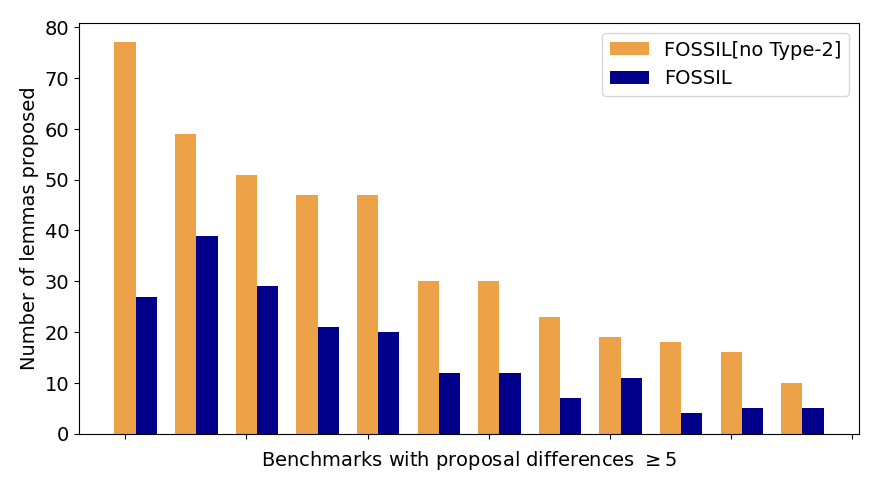 80
70
60
50
40
30
20
10
0
Number of lemmas proposed
FOSSIL[no Type-2]
FOSSIL
Benchmarks with proposal differences ≥5